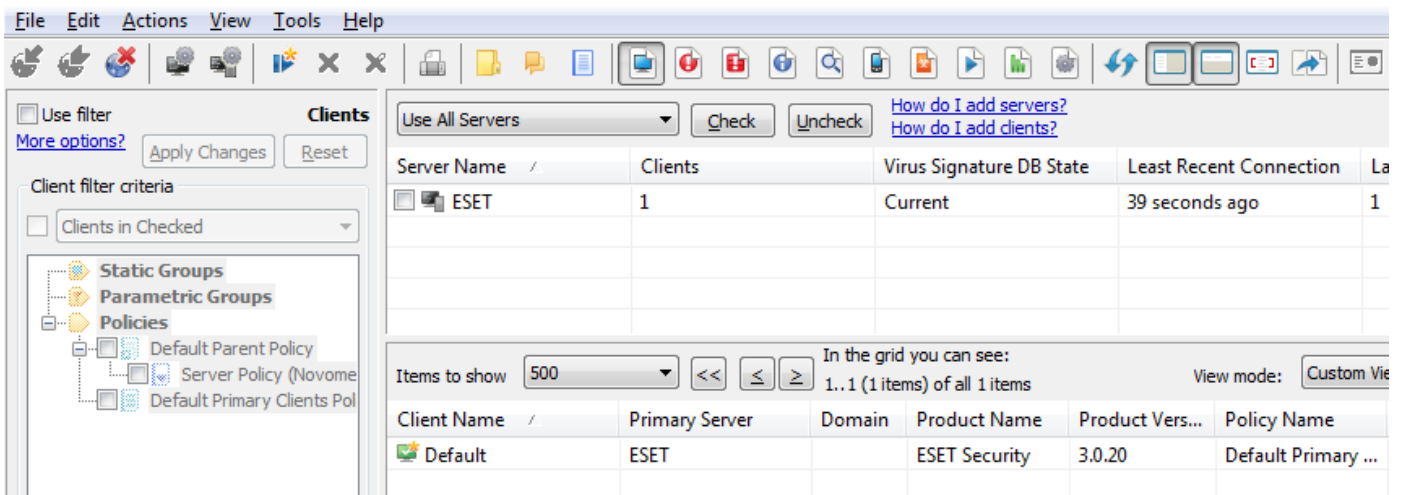 File Edit Actions View Tools Help
Use filter Clients
More options? Apply Changes Reset
Client filter criteria
Clients in Checked
Static Groups
Parametric Groups
Policies
Default Parent Policy
Server Policy (Novome
Default Primary Clients Pol
Use All Servers Check Uncheck How do I add servers?
How do I add clients?
Server Name Clients Virus Signature DB State Least Recent Connection La
ESET 1 Current 39 seconds ago 1
Items to show 500 << < > In the grid you can see:
1..1 (1 items) of all 1 items View mode: Custom Vie
Client Name Primary Server Domain Product Name Product Vers... Policy Name
Default ESET ESET Security 3.0.20 Default Primary ...